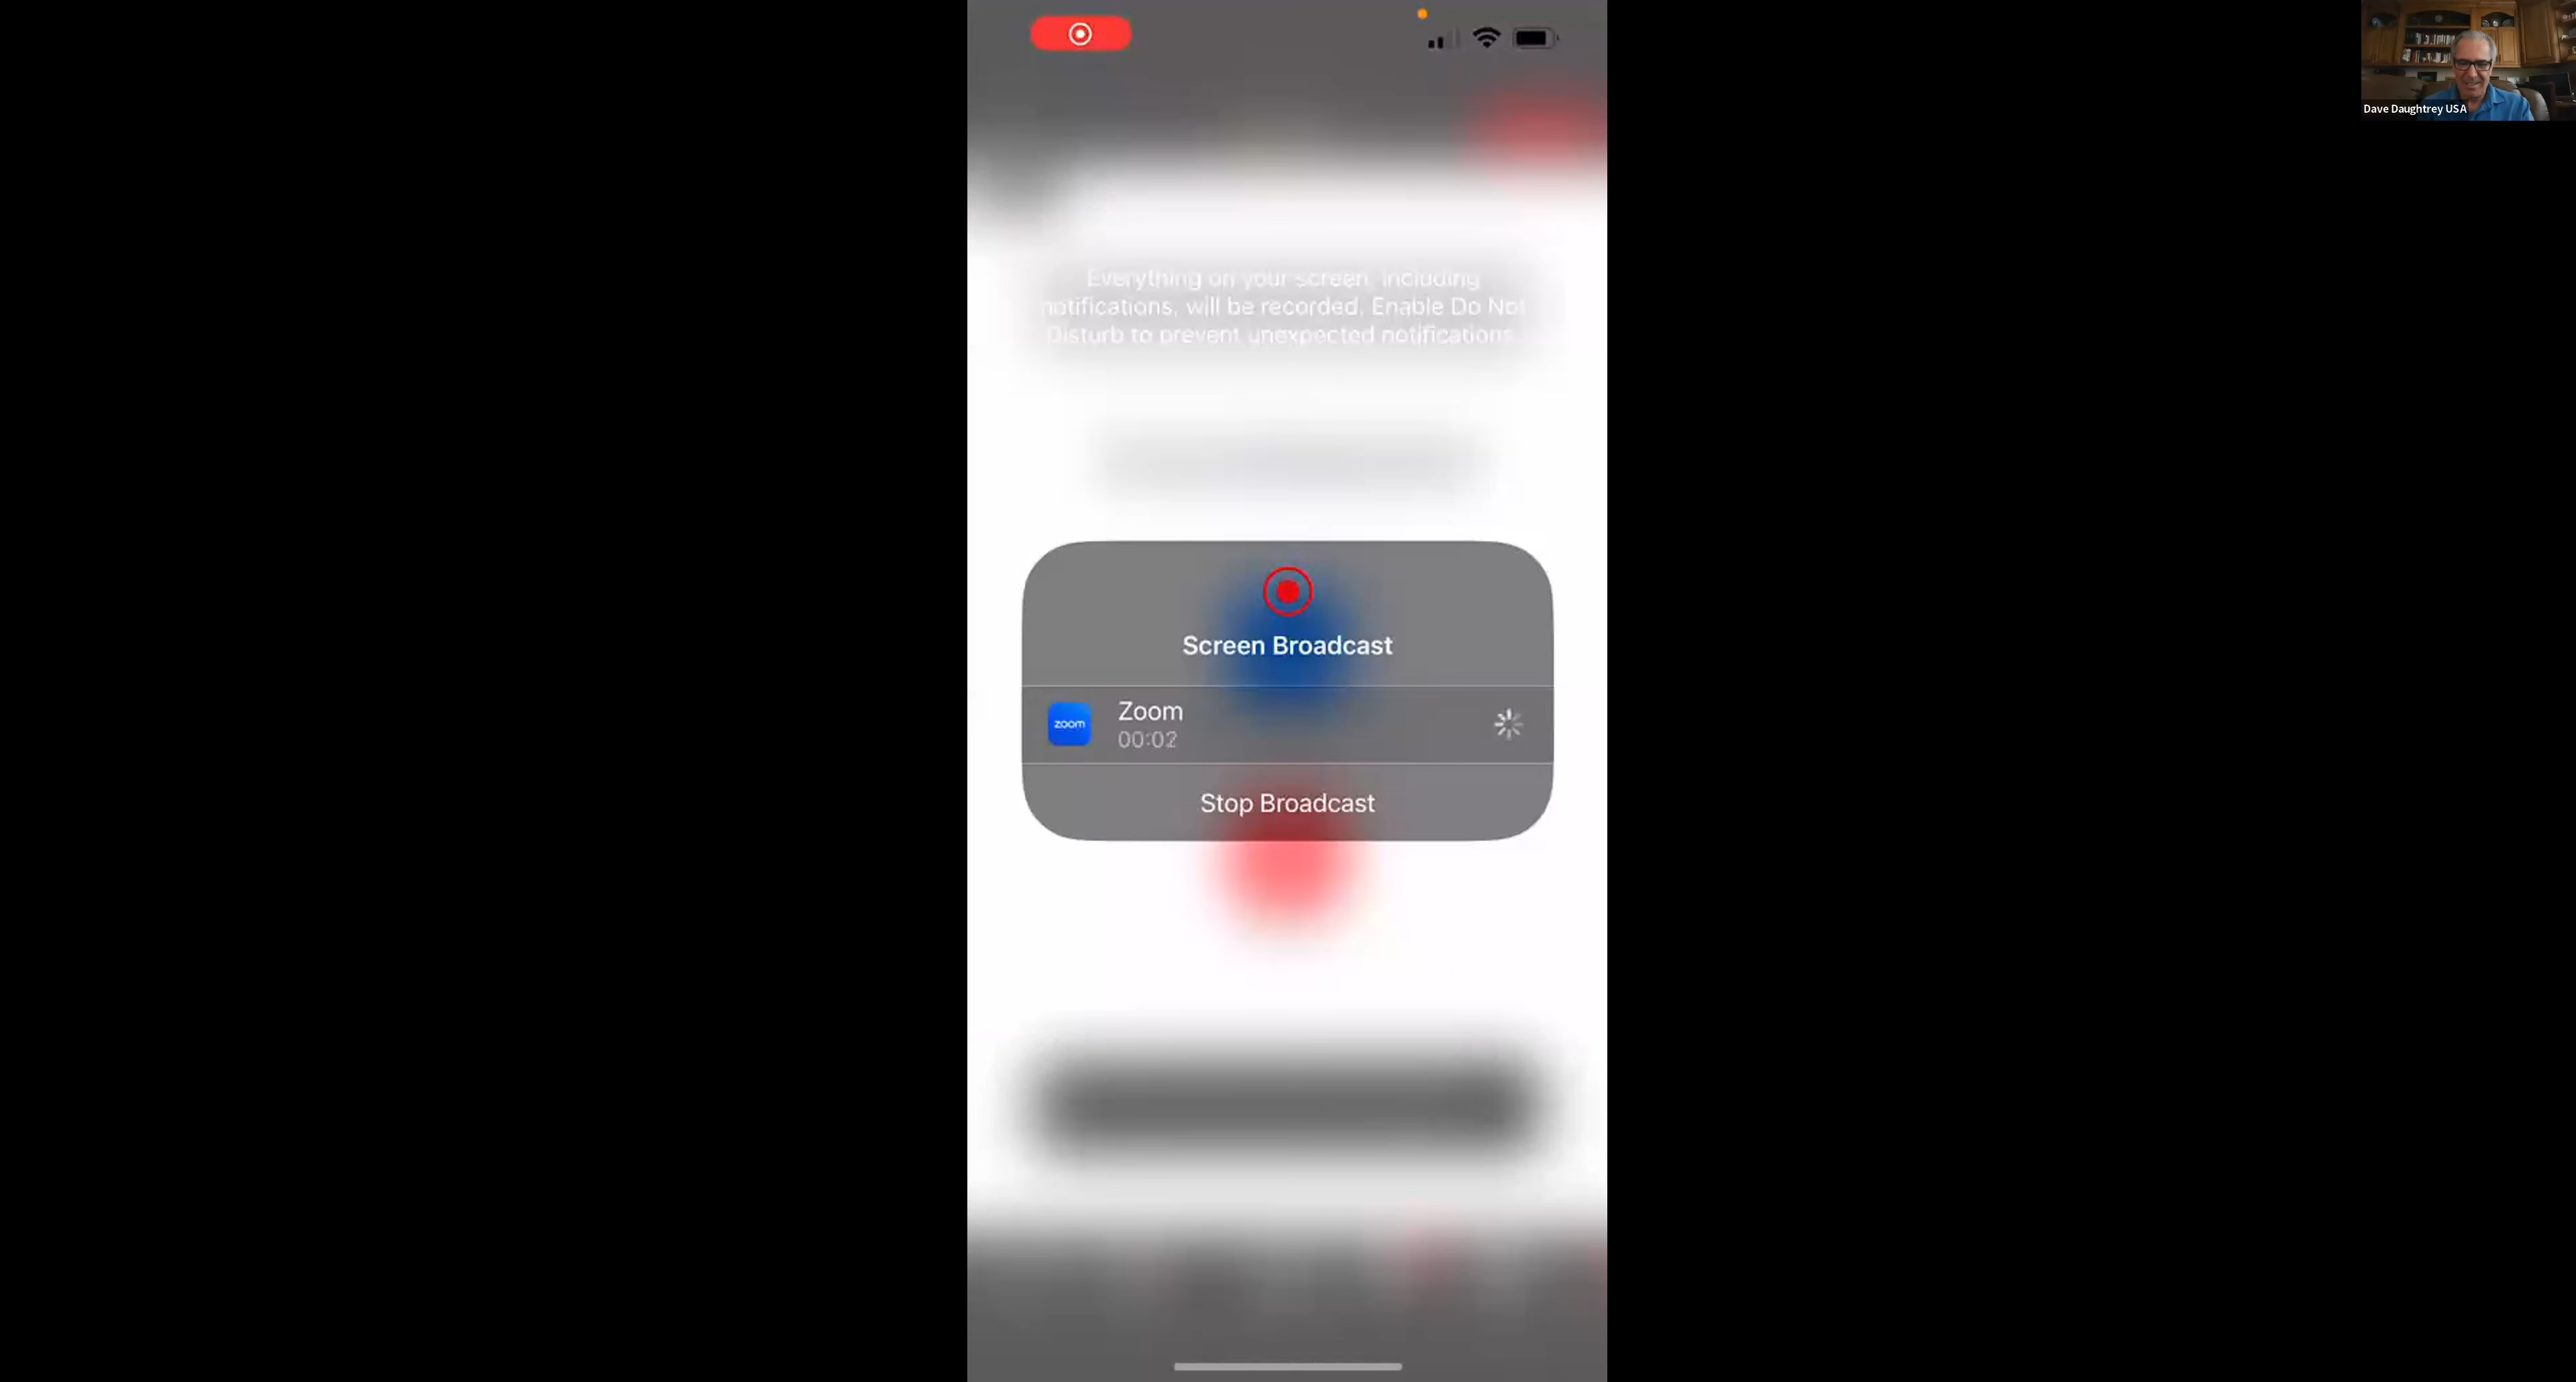 Everything on your screen, including
notifications, will be recorded. Enable Do Not
Disturb to prevent unexpected notifications.
Screen Broadcast
zoom
Zoom
00:02
Stop Broadcast
Dave Daughtrey USA